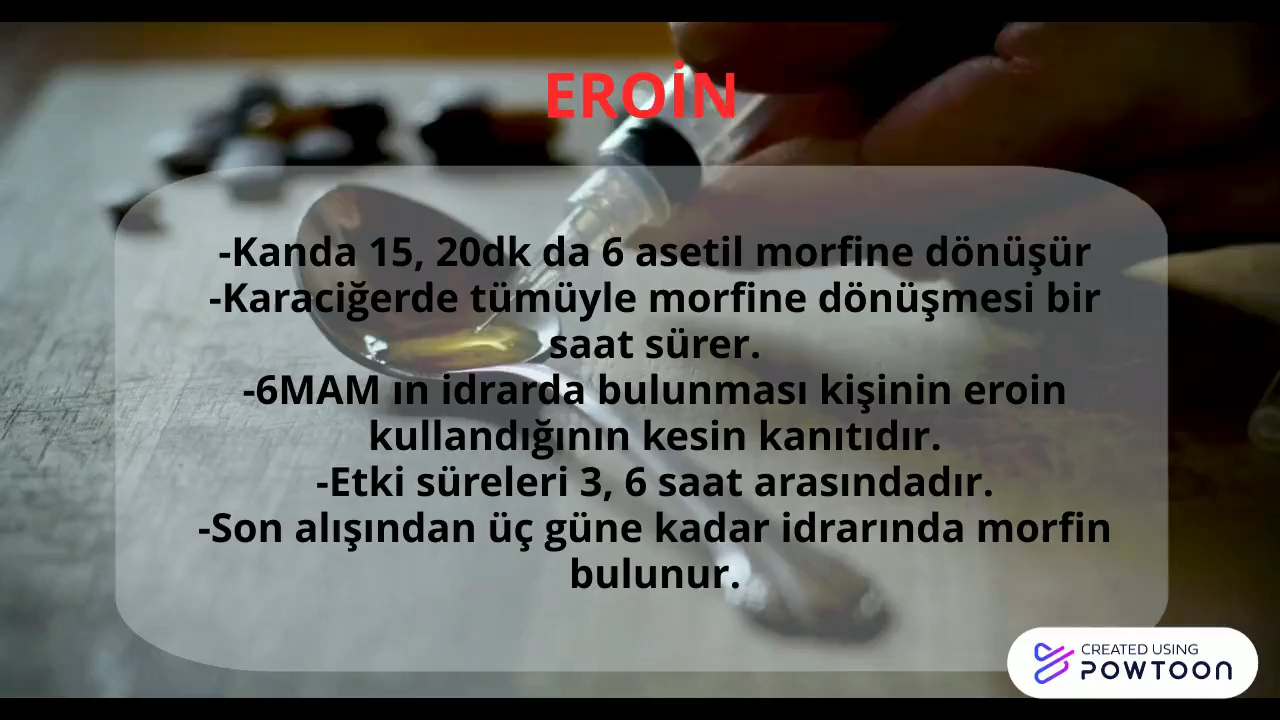 EROİN
-Kanda 15, 20dk da 6 asetil morfine dönüşür
-Karaciğerde tümüyle morfine dönüşmesi bir
saat sürer.
-6MAM ın idrarda bulunması kişinin eroin
kullandığının kesin kanıtıdır.
-Etki süreleri 3, 6 saat arasındadır.
-Son alışından üç güne kadar idrarında morfin
bulunur.
CREATED USING
POWTOON